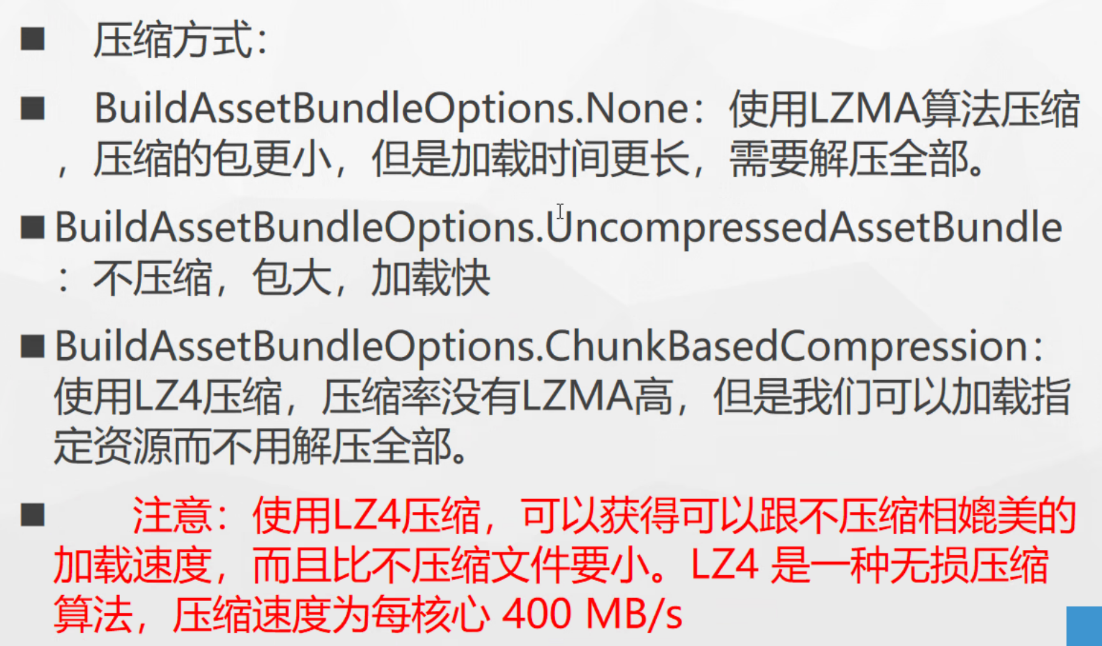 ■ 压缩方式：
■ BuildAssetBundleOptions.None：使用LZMA算法压缩
，压缩的包更小，但是加载时间更长，需要解压全部。
■ BuildAssetBundleOptions.UncompressedAssetBundle
：不压缩，包大，加载快
■ BuildAssetBundleOptions.ChunkBasedCompression：
使用LZ4压缩，压缩率没有LZMA高，但是我们可以加载指
定资源而不用解压全部。
■ 注意：使用LZ4压缩，可以获得可以跟不压缩相媲美的
加载速度，而且比不压缩文件要小。LZ4 是一种无损压缩
算法，压缩速度为每核心 400 MB/s